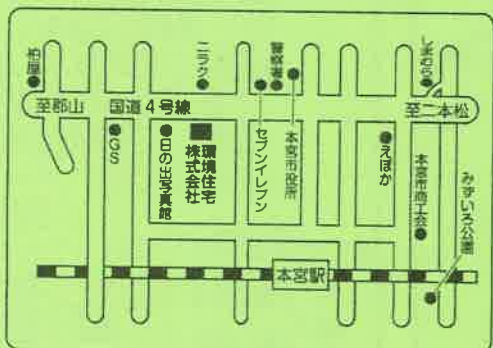 柏屋
ニラク
警察署
しまむら
至郡山
国道4号線
至二本松
GS
日の出写真館
環境住宅
株式会社
セブンイレブン
本宮市役所
えぽか
本宮市商工会
みずいろ公園
本宮駅